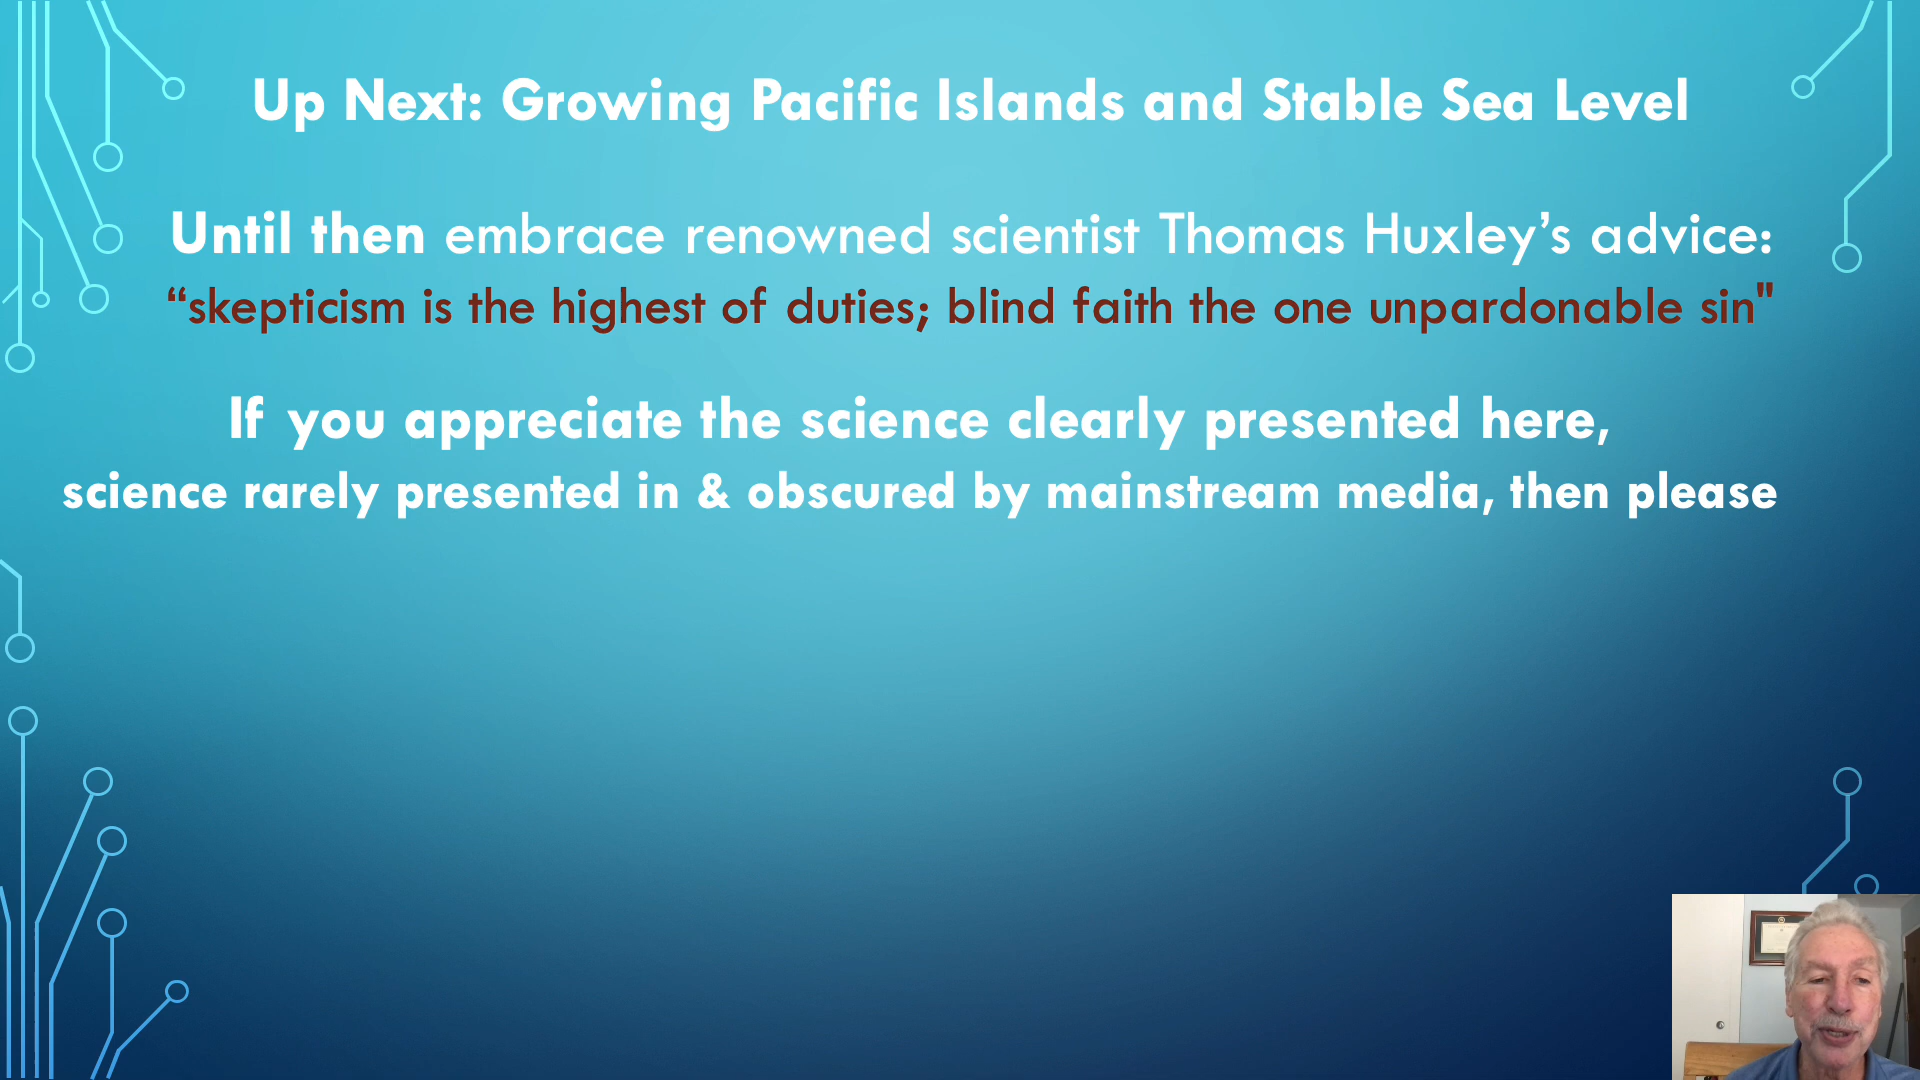 Up Next: Growing Pacific Islands and Stable Sea Level
Until then embrace renowned scientist Thomas Huxley’s advice:
“skepticism is the highest of duties; blind faith the one unpardonable sin"
If you appreciate the science clearly presented here,
science rarely presented in & obscured by mainstream media, then please